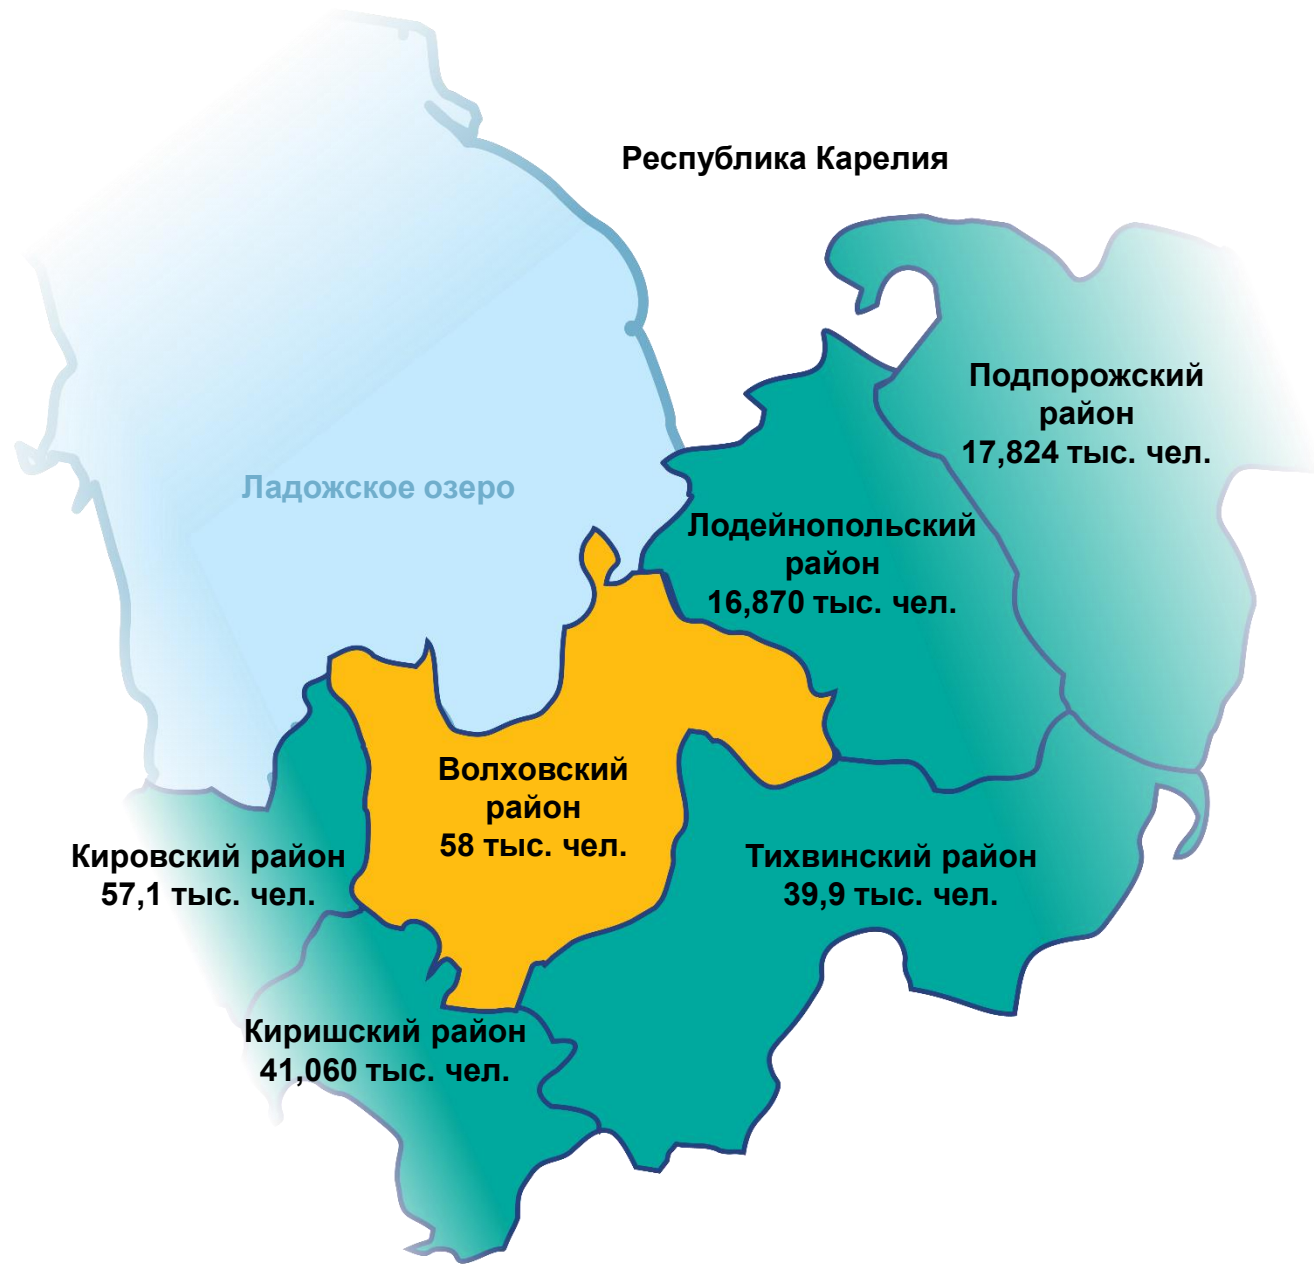 Республика Карелия
Подпорожский
район
17,824 тыс. чел.
Ладожское озеро
Лодейнопольский
район
16,870 тыс. чел.
Волховский
район
58 тыс. чел.
Кировский район
57,1 тыс. чел.
Тихвинский район
39,9 тыс. чел.
Киришский район
41,060 тыс. чел.